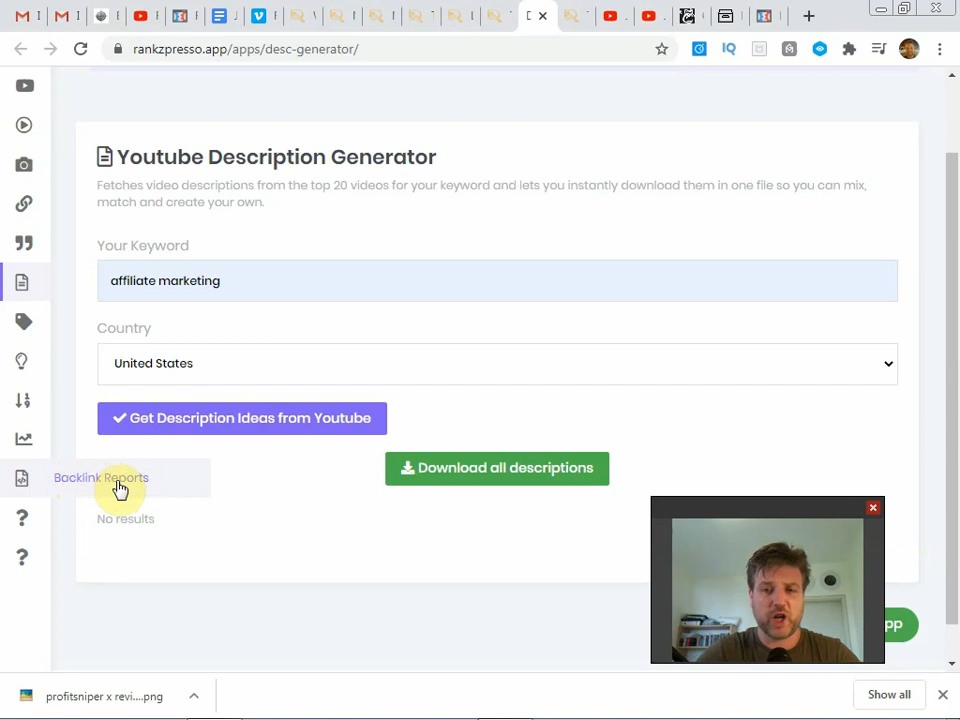 rankzpresso.app/apps/desc-generator/
Youtube Description Generator
Fetches video descriptions from the top 20 videos for your keyword and lets you instantly download them in one file so you can mix,
match and create your own.
Your Keyword
affiliate marketing
Country
United States
Get Description Ideas from Youtube
Download all descriptions
Backlink Reports
No results
profitsniper x revi....png
Show all